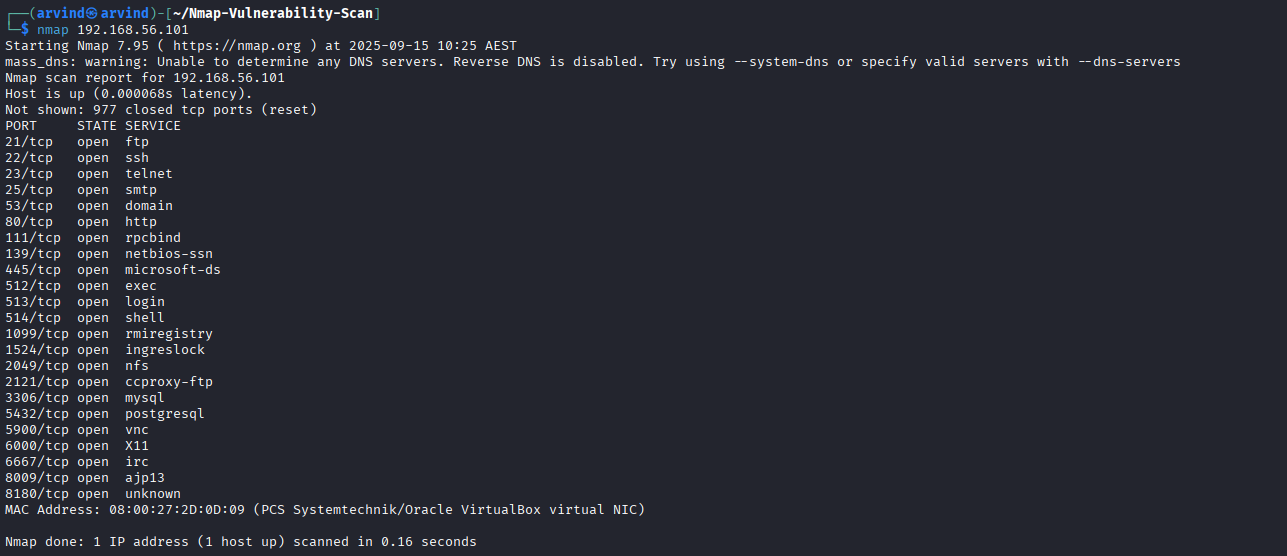 ┌──(arvind㉿arvind)-[~/Nmap-Vulnerability-Scan]
└─$ nmap 192.168.56.101
Starting Nmap 7.95 ( https://nmap.org ) at 2025-09-15 10:25 AEST
mass_dns: warning: Unable to determine any DNS servers. Reverse DNS is disabled. Try using --system-dns or specify valid servers with --dns-servers
Nmap scan report for 192.168.56.101
Host is up (0.000068s latency).
Not shown: 977 closed tcp ports (reset)
PORT     STATE SERVICE
21/tcp   open  ftp
22/tcp   open  ssh
23/tcp   open  telnet
25/tcp   open  smtp
53/tcp   open  domain
80/tcp   open  http
111/tcp  open  rpcbind
139/tcp  open  netbios-ssn
445/tcp  open  microsoft-ds
512/tcp  open  exec
513/tcp  open  login
514/tcp  open  shell
1099/tcp open  rmiregistry
1524/tcp open  ingreslock
2049/tcp open  nfs
2121/tcp open  ccproxy-ftp
3306/tcp open  mysql
5432/tcp open  postgresql
5900/tcp open  vnc
6000/tcp open  X11
6667/tcp open  irc
8009/tcp open  ajp13
8180/tcp open  unknown
MAC Address: 08:00:27:2D:0D:09 (PCS Systemtechnik/Oracle VirtualBox virtual NIC)
Nmap done: 1 IP address (1 host up) scanned in 0.16 seconds